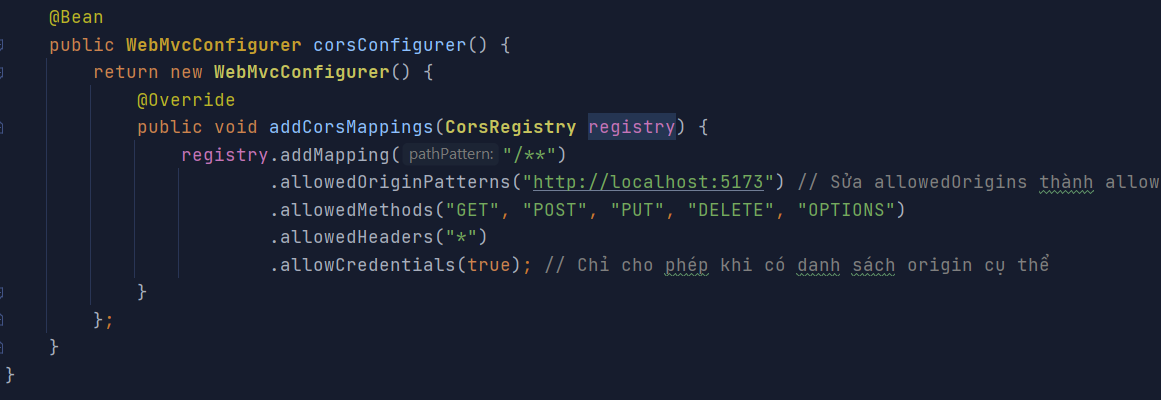 @Bean
public WebMvcConfigurer corsConfigurer() {
return new WebMvcConfigurer() {
@Override
public void addCorsMappings(CorsRegistry registry) {
registry.addMapping( pathPattern: "/**")
.allowedOriginPatterns("http://localhost:5173") // Sửa allowedOrigins thành allow
.allowedMethods("GET", "POST", "PUT", "DELETE", "OPTIONS")
.allowedHeaders("*")
.allowCredentials(true); // Chỉ cho phép khi có danh sách origin cụ thể
}
};
}
}